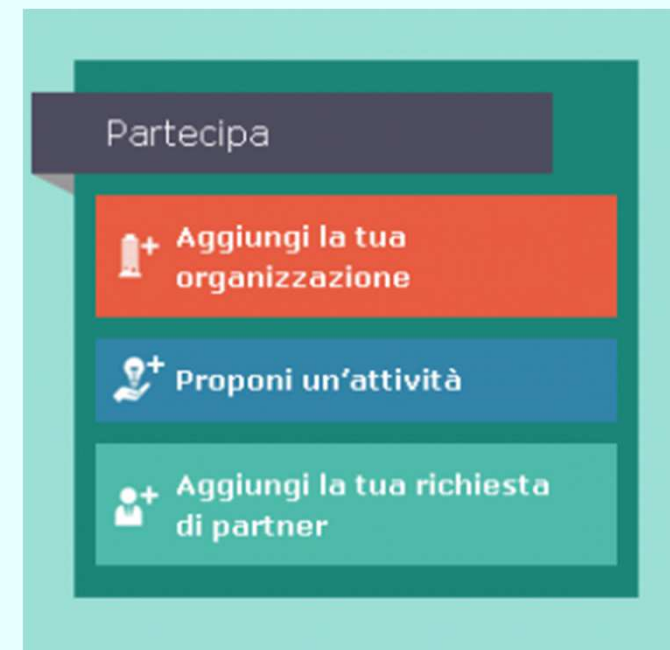 Partecipa
Aggiungi la tua
organizzazione
Proponi un'attività
Aggiungi la tua richiesta
di partner